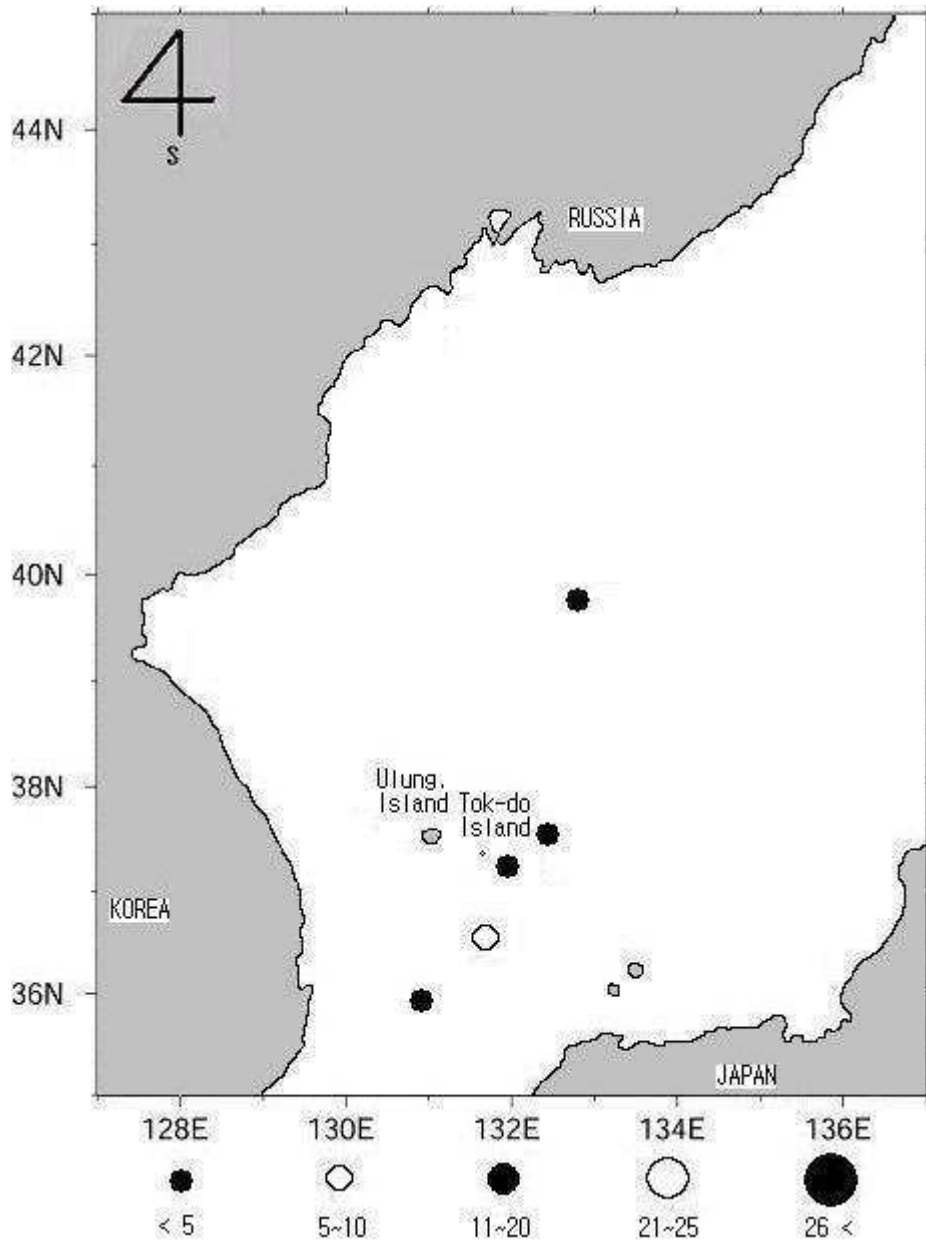 S
44N
RUSSIA
42N
40N
38N
Ulung.
Island Tok-do
Island
KOREA
36N
JAPAN
128E 130E 132E 134E 136E
< 5 5~10 11~20 21~25 26 <